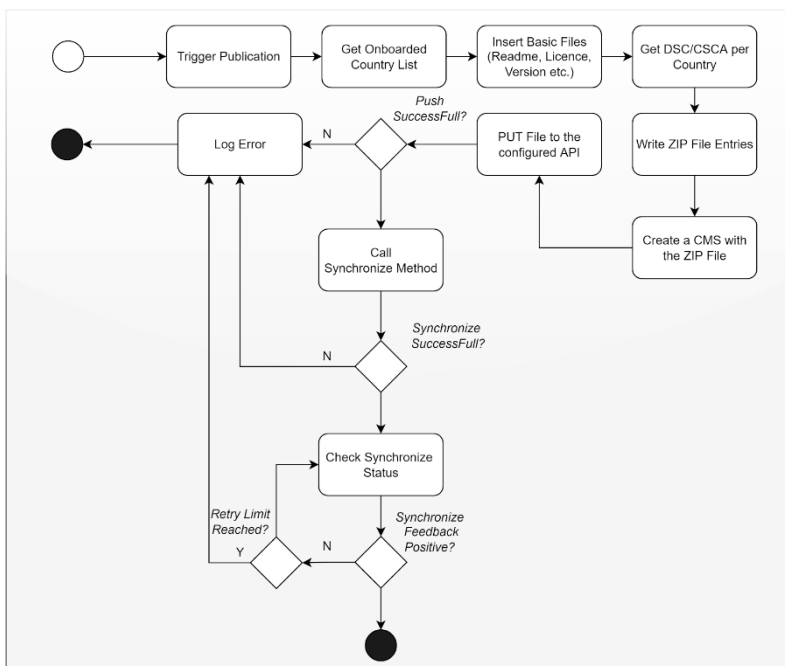 Trigger Publication
Get Onboarded
Country List
Insert Basic Files
(Readme, Licence,
Version etc.)
Get DSC/CSCA per
Country
Push
SuccessFull?
N
Log Error
PUT File to the
configured API
Write ZIP File Entries
Call
Synchronize Method
Create a CMS with
the ZIP File
Synchronize
SuccessFull?
N
Check Synchronize
Status
Retry Limit
Reached?
Y
N
Synchronize
Feedback
Positive?